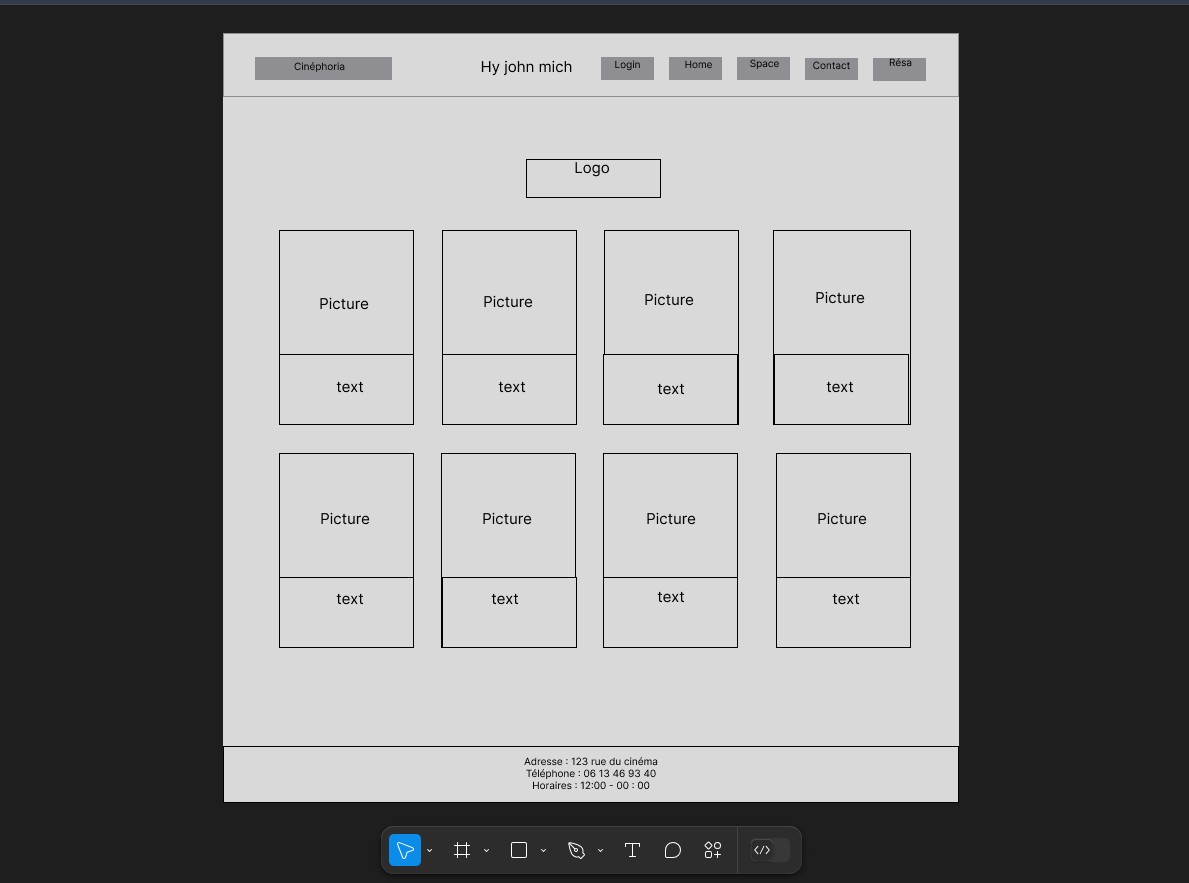 Cinéphoria
Hy john mich
Login
Home
Space
Contact
Résa
Logo
Picture
Picture
Picture
Picture
text
text
text
text
Picture
Picture
Picture
Picture
text
text
text
text
Adresse : 123 rue du cinéma
Téléphone : 06 13 46 93 40
Horaires : 12:00 - 00 : 00